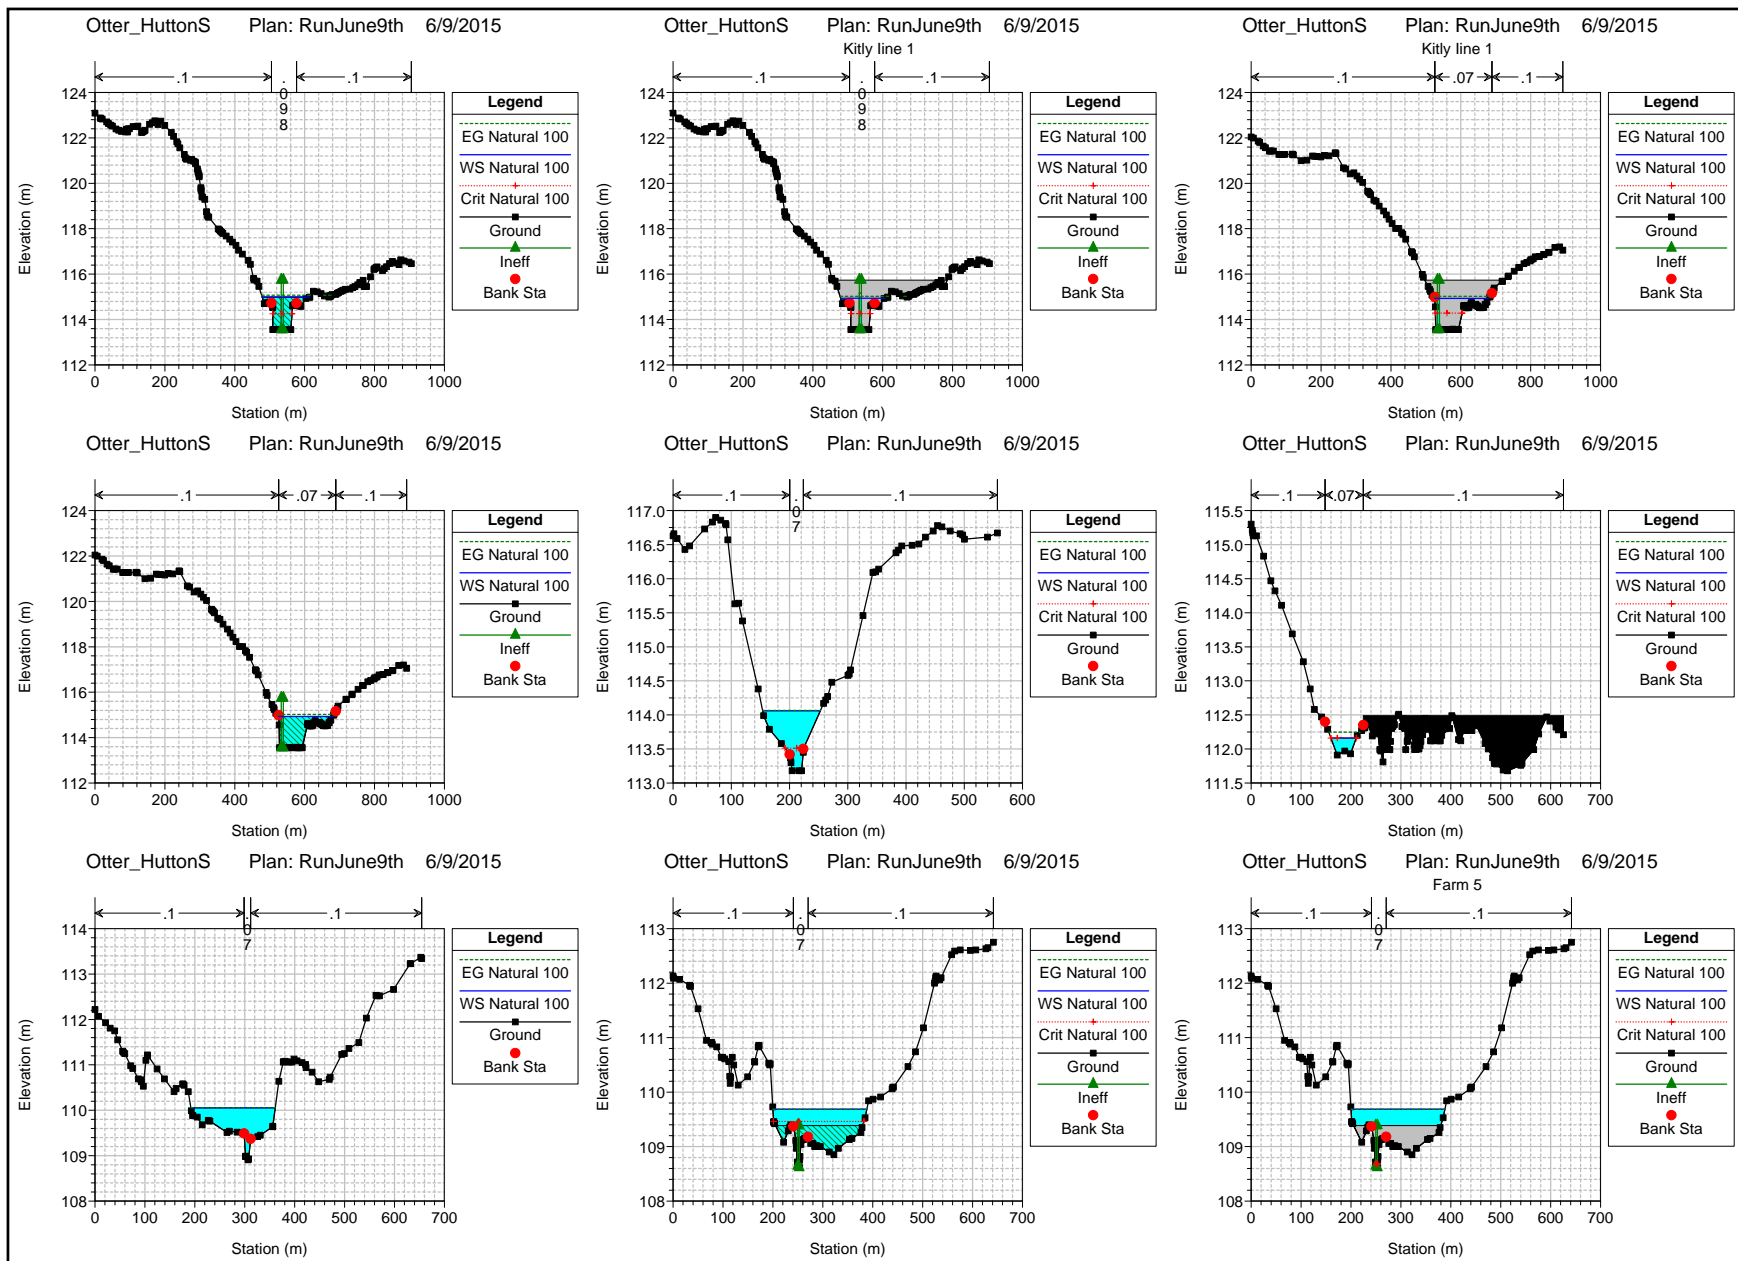 Otter_HuttonS Plan: RunJune9th 6/9/2015
.1 .098 .1
Elevation (m)
124
122
120
118
116
114
112
0 200 400 600 800 1000
Station (m)
Legend
EG Natural 100
WS Natural 100
Crit Natural 100
Ground
Ineff
Bank Sta
Otter_HuttonS Plan: RunJune9th 6/9/2015
Kitly line 1
.1 .098 .1
Elevation (m)
124
122
120
118
116
114
112
0 200 400 600 800 1000
Station (m)
Legend
EG Natural 100
WS Natural 100
Crit Natural 100
Ground
Ineff
Bank Sta
Otter_HuttonS Plan: RunJune9th 6/9/2015
Kitly line 1
.1 .07 .1
Elevation (m)
124
122
120
118
116
114
112
0 200 400 600 800 1000
Station (m)
Legend
EG Natural 100
WS Natural 100
Crit Natural 100
Ground
Ineff
Bank Sta
Otter_HuttonS Plan: RunJune9th 6/9/2015
.1 .07 .1
Elevation (m)
124
122
120
118
116
114
112
0 200 400 600 800 1000
Station (m)
Legend
EG Natural 100
WS Natural 100
Ground
Ineff
Bank Sta
Otter_HuttonS Plan: RunJune9th 6/9/2015
.1 .07 .1
Elevation (m)
117.0
116.5
116.0
115.5
115.0
114.5
114.0
113.5
113.0
0 100 200 300 400 500 600
Station (m)
Legend
EG Natural 100
WS Natural 100
Crit Natural 100
Ground
Bank Sta
Otter_HuttonS Plan: RunJune9th 6/9/2015
.1 .07 .1
Elevation (m)
115.5
115.0
114.5
114.0
113.5
113.0
112.5
112.0
111.5
0 100 200 300 400 500 600 700
Station (m)
Legend
EG Natural 100
WS Natural 100
Crit Natural 100
Ground
Bank Sta
Otter_HuttonS Plan: RunJune9th 6/9/2015
.1 .07 .1
Elevation (m)
114
113
112
111
110
109
108
0 100 200 300 400 500 600 700
Station (m)
Legend
EG Natural 100
WS Natural 100
Ground
Bank Sta
Otter_HuttonS Plan: RunJune9th 6/9/2015
.1 .07 .1
Elevation (m)
113
112
111
110
109
108
0 100 200 300 400 500 600 700
Station (m)
Legend
EG Natural 100
WS Natural 100
Crit Natural 100
Ground
Ineff
Bank Sta
Otter_HuttonS Plan: RunJune9th 6/9/2015
Farm 5
.1 .07 .1
Elevation (m)
113
112
111
110
109
108
0 100 200 300 400 500 600 700
Station (m)
Legend
EG Natural 100
WS Natural 100
Crit Natural 100
Ground
Ineff
Bank Sta